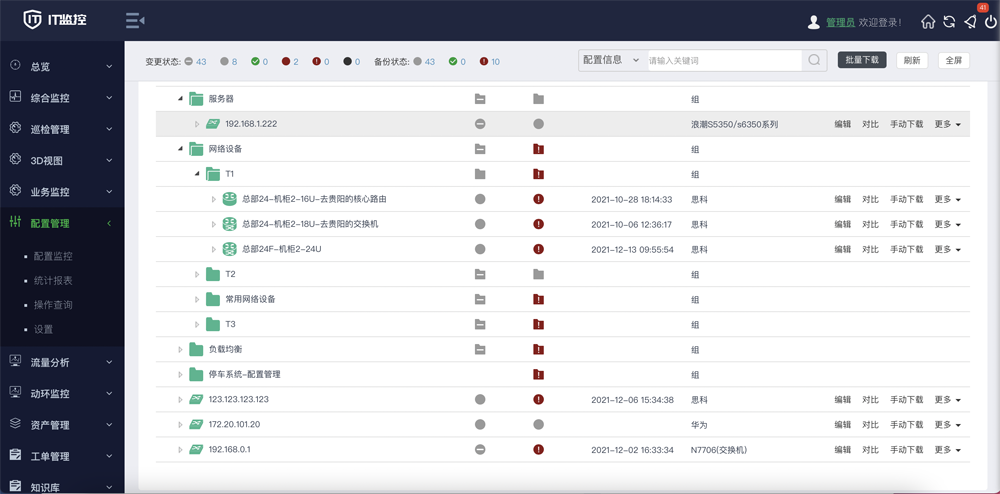 IT监控
管理员 欢迎登录！
41
总览
综合监控
巡检管理
3D视图
业务监控
配置管理
配置监控
统计报表
操作查询
设置
流量分析
动环监控
资产管理
工单管理
知识库
变更状态: 43 8 0 2 0 0 备份状态: 43 0 10
配置信息 请输入关键词 批量下载 刷新 全屏
服务器 组
192.168.1.222 浪潮S5350/s6350系列 编辑 对比 手动下载 更多
网络设备 组
T1 组
总部24-机柜2-16U-去贵阳的核心路由 2021-10-28 18:14:33 思科 编辑 对比 手动下载 更多
总部24-机柜2-18U-去贵阳的交换机 2021-10-06 12:36:17 思科 编辑 对比 手动下载 更多
总部24F-机柜2-24U 2021-12-13 09:55:54 思科 编辑 对比 手动下载 更多
T2 组
常用网络设备 组
T3 组
负载均衡 组
停车系统-配置管理 组
123.123.123.123 2021-12-06 15:34:38 思科 编辑 对比 手动下载 更多
172.20.101.20 华为 编辑 对比 手动下载 更多
192.168.0.1 2021-12-02 16:33:34 N7706(交换机) 编辑 对比 手动下载 更多